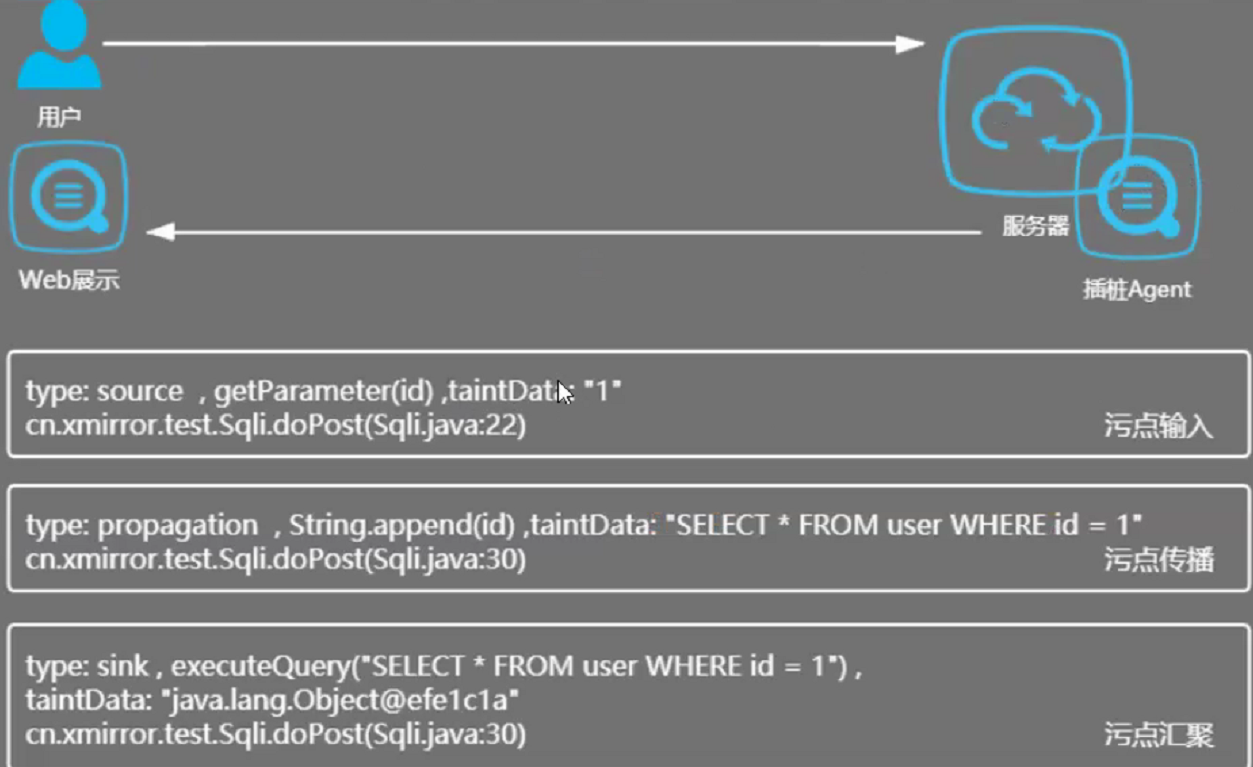 用户
服务器
Web展示
插桩Agent
type: source , getParameter(id) ,taintData: "1"
cn.xmirror.test.Sqli.doPost(Sqli.java:22)
污点输入
type: propagation , String.append(id) ,taintData: "SELECT * FROM user WHERE id = 1"
cn.xmirror.test.Sqli.doPost(Sqli.java:30)
污点传播
type: sink , executeQuery("SELECT * FROM user WHERE id = 1") ,
taintData: "java.lang.Object@efe1c1a"
cn.xmirror.test.Sqli.doPost(Sqli.java:30)
污点汇聚